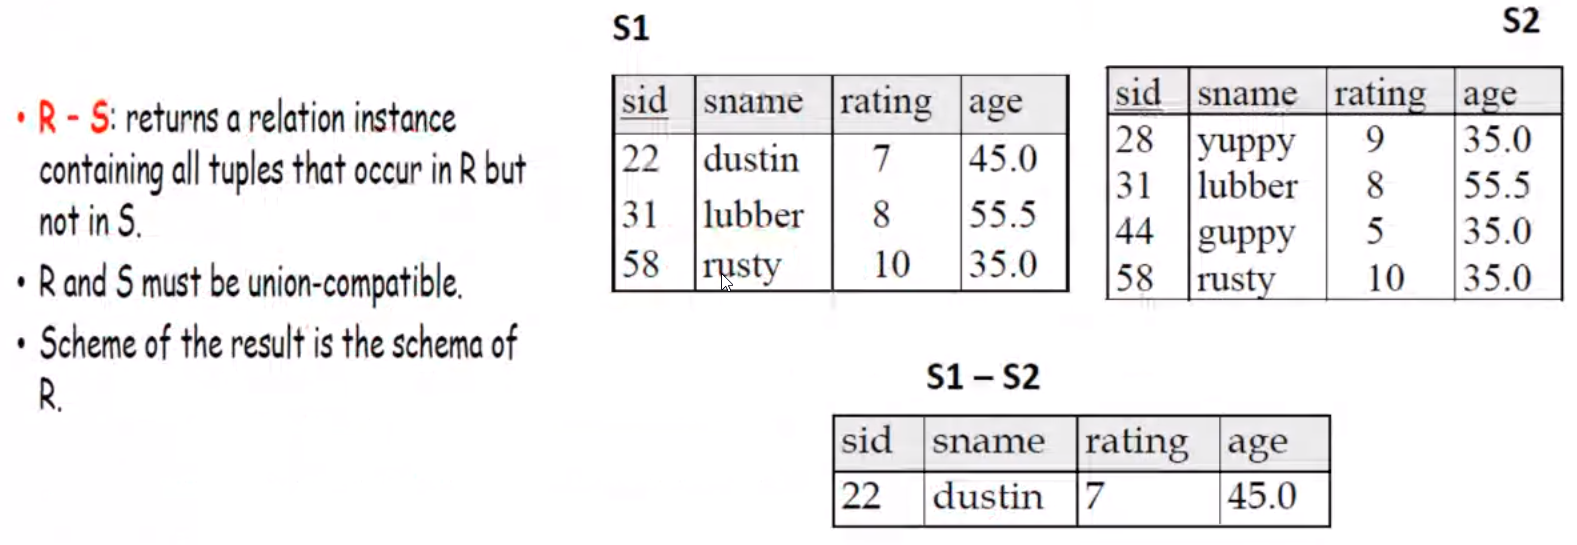 • R - S: returns a relation instance
containing all tuples that occur in R but
not in S.
• R and S must be union-compatible.
• Scheme of the result is the schema of
R.
S1
sid sname rating age
22 dustin 7 45.0
31 lubber 8 55.5
58 rusty 10 35.0
S2
sid sname rating age
28 yuppy 9 35.0
31 lubber 8 55.5
44 guppy 5 35.0
58 rusty 10 35.0
S1 – S2
sid sname rating age
22 dustin 7 45.0